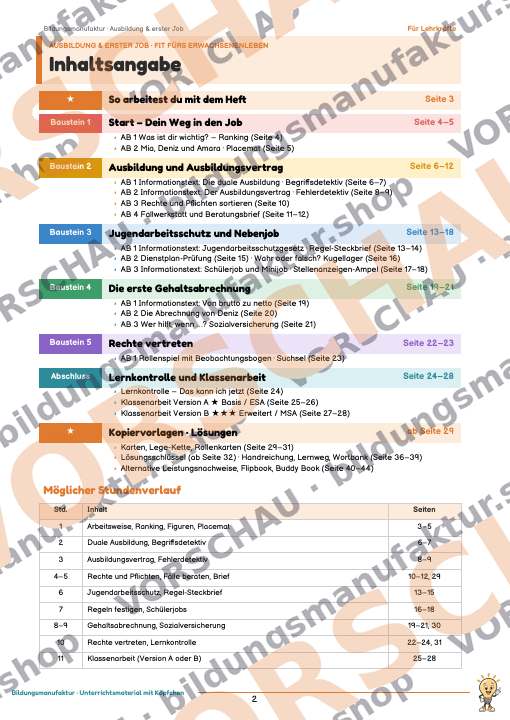 Bildungsmanufaktur · Ausbildung & erster Job
Für Lehrkräfte
AUSBILDUNG & ERSTER JOB · FIT FÜRS ERWACHSENENLEBEN
Inhaltsangabe
★ So arbeitest du mit dem Heft Seite 3
Baustein 1 Start – Dein Weg in den Job Seite 4–5
◦ AB 1 Was ist dir wichtig? – Ranking (Seite 4)
◦ AB 2 Mia, Deniz und Amara · Placemat (Seite 5)
Baustein 2 Ausbildung und Ausbildungsvertrag Seite 6–12
◦ AB 1 Informationstext: Die duale Ausbildung · Begriffsdetektiv (Seite 6–7)
◦ AB 2 Informationstext: Der Ausbildungsvertrag · Fehlerdetektiv (Seite 8–9)
◦ AB 3 Rechte und Pflichten sortieren (Seite 10)
◦ AB 4 Fallwerkstatt und Beratungsbrief (Seite 11–12)
Baustein 3 Jugendarbeitsschutz und Nebenjob Seite 13–18
◦ AB 1 Informationstext: Jugendarbeitsschutzgesetz · Regel-Steckbrief (Seite 13–14)
◦ AB 2 Dienstplan-Prüfung (Seite 15) · Wahr oder falsch? Kugellager (Seite 16)
◦ AB 3 Informationstext: Schülerjob und Minijob · Stellenanzeigen-Ampel (Seite 17–18)
Baustein 4 Die erste Gehaltsabrechnung Seite 19–21
◦ AB 1 Informationstext: Von brutto zu netto (Seite 19)
◦ AB 2 Die Abrechnung von Deniz (Seite 20)
◦ AB 3 Wer hilft wenn...? Sozialversicherung (Seite 21)
Baustein 5 Rechte vertreten Seite 22–23
◦ AB 1 Rollenspiel mit Beobachtungsbogen · Suchsel (Seite 23)
Abschluss Lernkontrolle und Klassenarbeit Seite 24–28
◦ Lernkontrolle – Das kann ich jetzt (Seite 24)
◦ Klassenarbeit Version A ★ Basis / ESA (Seite 25–26)
◦ Klassenarbeit Version B ★★★ Erweitert / MSA (Seite 27–28)
★ Kopiervorlagen · Lösungen ab Seite 29
◦ Karten, Lege-Kette, Rollenkarten (Seite 29–31)
◦ Lösungsschlüssel (ab Seite 32) · Handreichung, Lernweg, Wortbank (Seite 36–39)
◦ Alternative Leistungsnachweise, Flipbook, Buddy Book (Seite 40–44)
Möglicher Stundenverlauf
Std. Inhalt Seiten
1 Arbeitsweise, Ranking, Figuren, Placemat 3–5
2 Duale Ausbildung, Begriffsdetektiv 6–7
3 Ausbildungsvertrag, Fehlerdetektiv 8–9
4–5 Rechte und Pflichten, Fälle beraten, Brief 10–12, 29
6 Jugendarbeitsschutz, Regel-Steckbrief 13–15
7 Regeln festigen, Schülerjobs 16–18
8–9 Gehaltsabrechnung, Sozialversicherung 19–21, 30
10 Rechte vertreten, Lernkontrolle 22–24, 31
11 Klassenarbeit (Version A oder B) 25–28
Bildungsmanufaktur · Unterrichtsmaterial mit Köpfchen
2
VORSCHAU · bildungsmanufaktur.shop